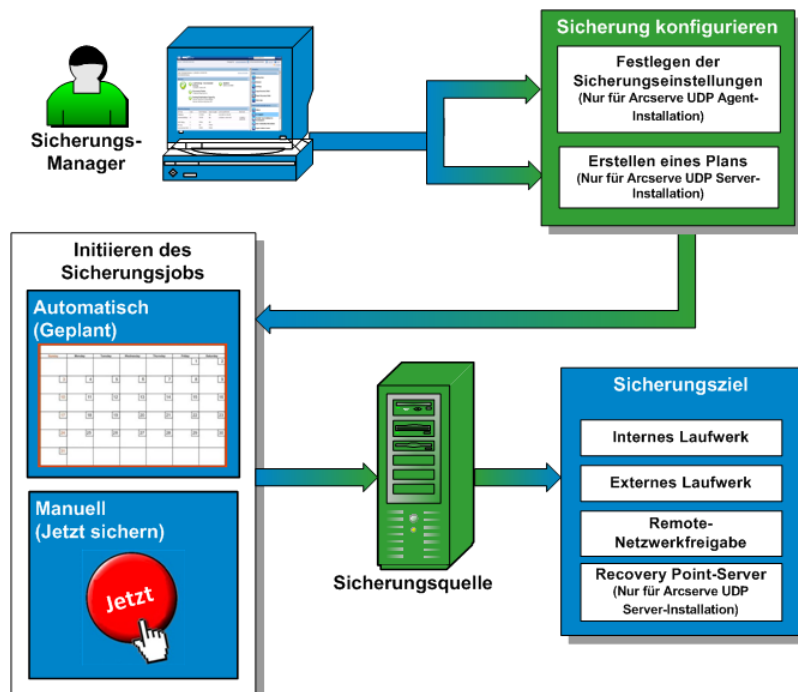 Sicherungs-
Manager
Sicherung konfigurieren
Festlegen der
Sicherungseinstellungen
(Nur für Arcserve UDP Agent-
Installation)
Erstellen eines Plans
(Nur für Arcserve UDP Server-
Installation)
Initiieren des
Sicherungsjobs
Automatisch
(Geplant)
Manuell
(Jetzt sichern)
Jetzt
Sicherungsquelle
Sicherungsziel
Internes Laufwerk
Externes Laufwerk
Remote-
Netzwerkfreigabe
Recovery Point-Server
(Nur für Arcserve UDP
Server-Installation)